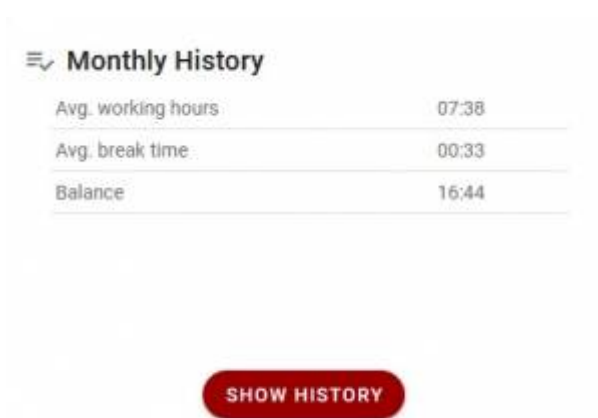 Monthly History
Avg. working hours 07:38
Avg. break time 00:33
Balance 16:44
SHOW HISTORY